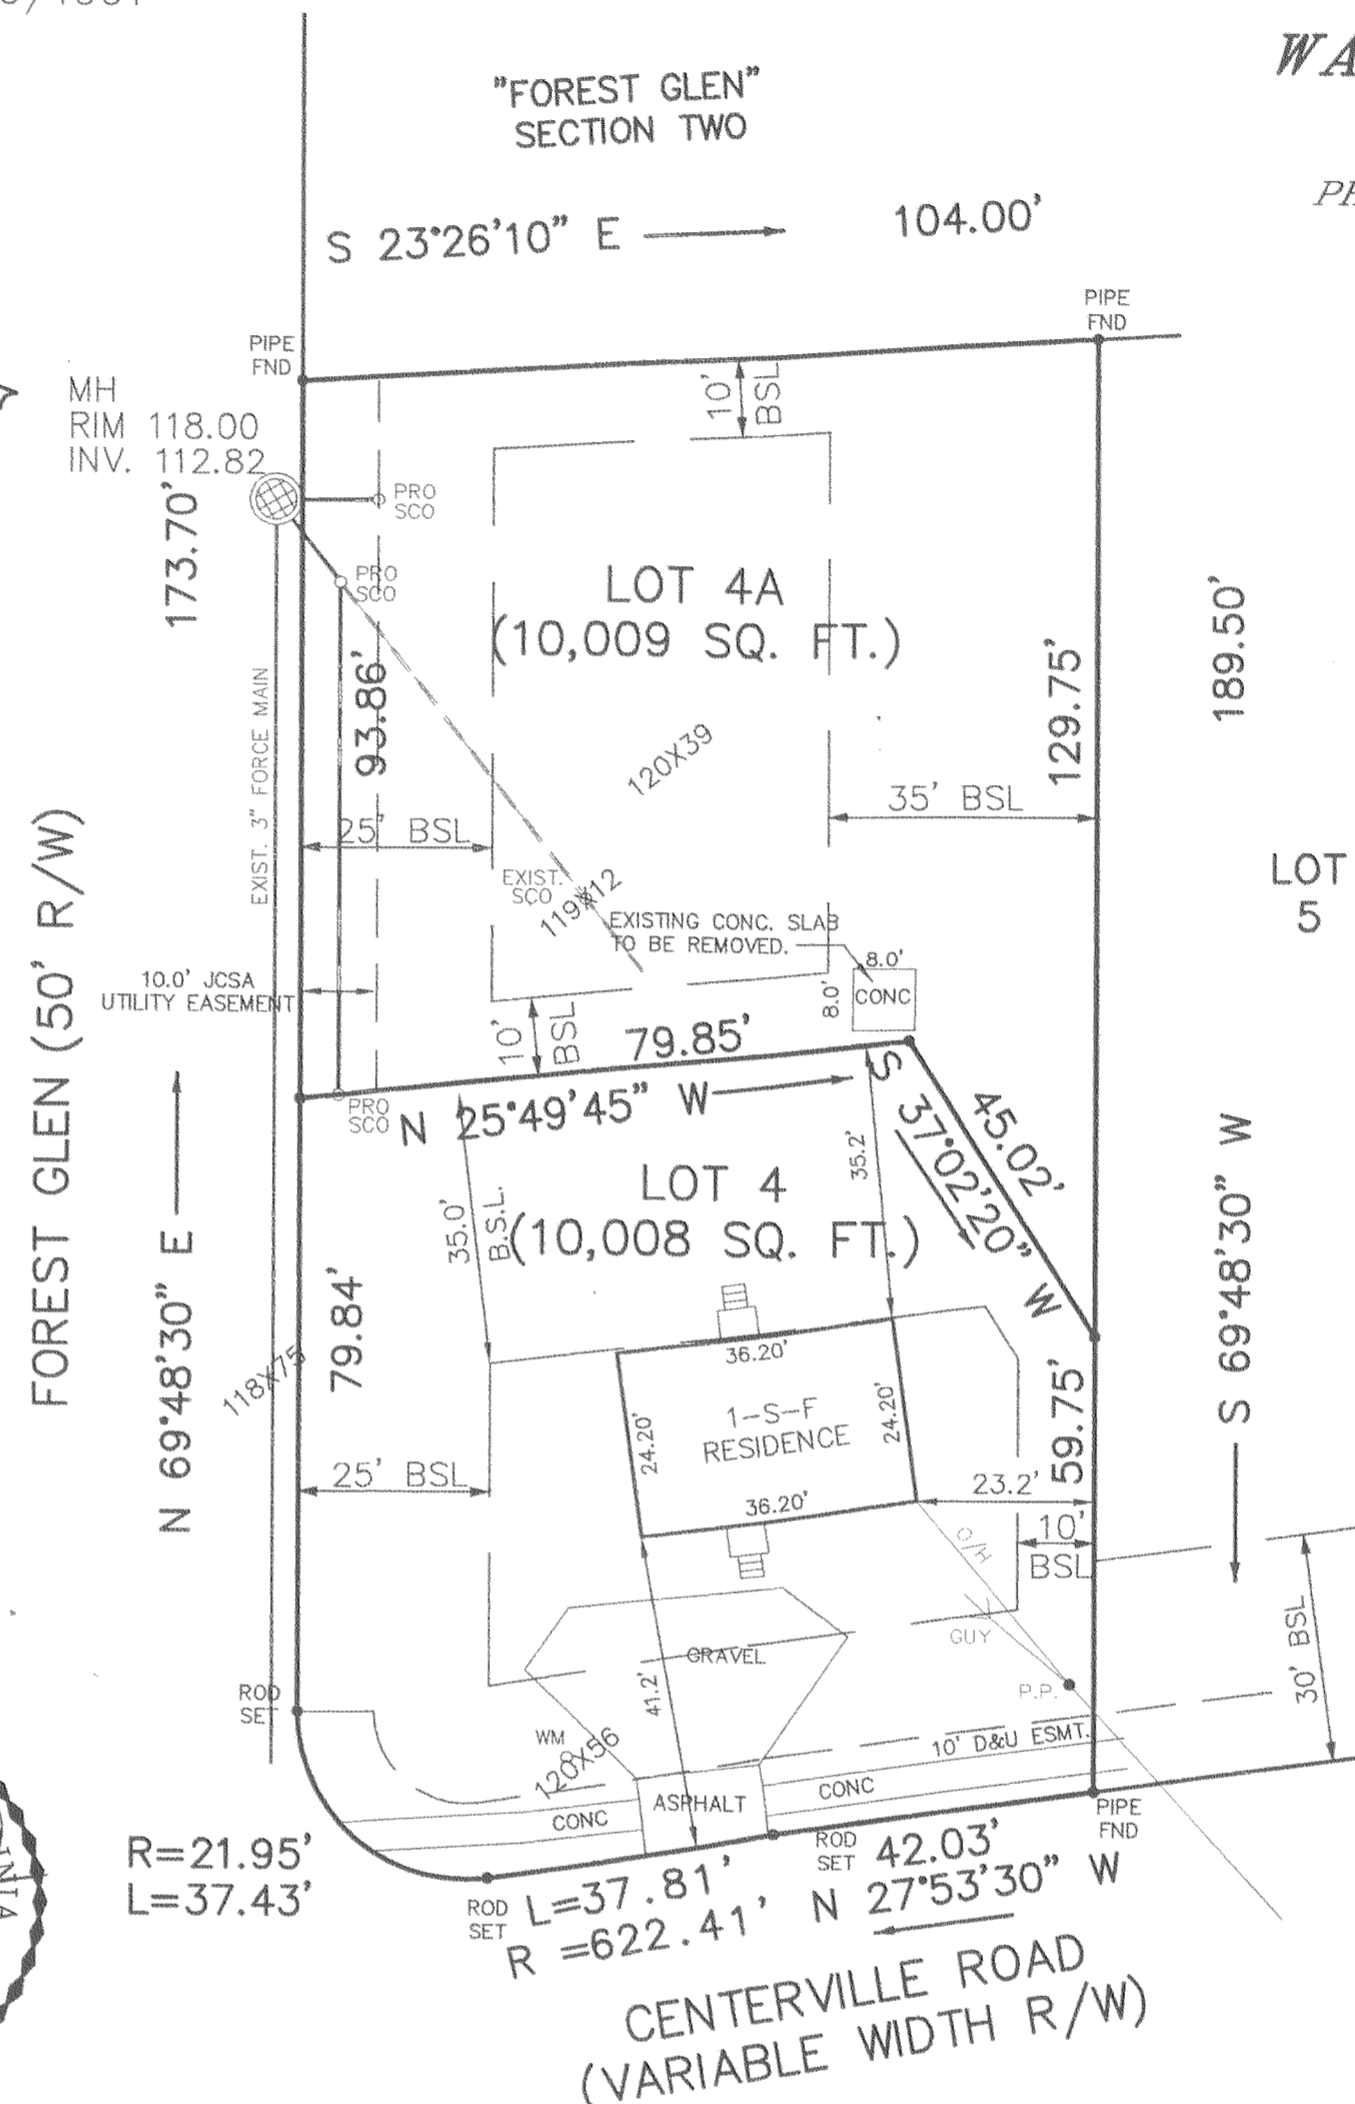 "FOREST GLEN"
SECTION TWO
S 23°26'10" E
104.00'
PIPE
FND
PIPE
FND
MH
RIM 118.00
INV. 112.82
173.70'
10'
BSL
PRO
SCO
PRO
SCO
LOT 4A
(10,009 SQ. FT.)
93.86'
129.75'
189.50'
EXIST. 3" FORCE MAIN
120X39
25' BSL
35' BSL
EXIST.
SCO
119X12
LOT
5
EXISTING CONC. SLAB
TO BE REMOVED.
8.0'
8.0'
CONC
10.0' JCSA
UTILITY EASEMENT
10'
BSL
79.85'
PRO
SCO
N 25°49'45" W
S 37°02'20" W
45.02'
FOREST GLEN (50' R/W)
N 69°48'30" E
S 69°48'30" W
35.0'
B.S.L.
35.2'
LOT 4
(10,008 SQ. FT.)
79.84'
118X75
36.20'
1-S-F
RESIDENCE
24.20'
24.20'
36.20'
59.75'
25' BSL
23.2'
10'
BSL
O/H
GUY
P.P.
GRAVEL
41.2'
30' BSL
ROD
SET
WM
120X56
10' D&U ESMT.
CONC
ASPHALT
CONC
PIPE
FND
R=21.95'
L=37.43'
ROD
SET
ROD
SET
L=37.81'
R =622.41'
42.03'
N 27°53'30" W
CENTERVILLE ROAD
(VARIABLE WIDTH R/W)